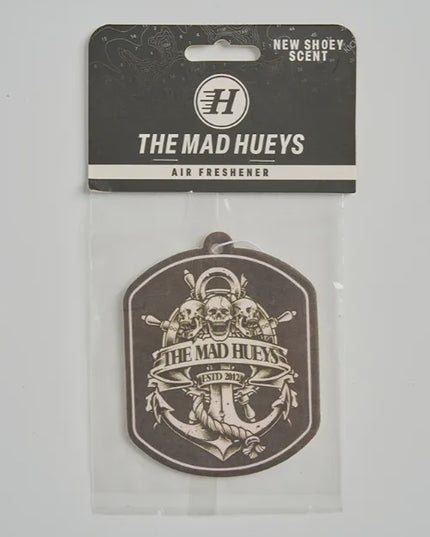 NEW SHOEY
SCENT
H
THE MAD HUEYS
AIR FRESHENER
THE MAD HUEYS
ESTD 2012